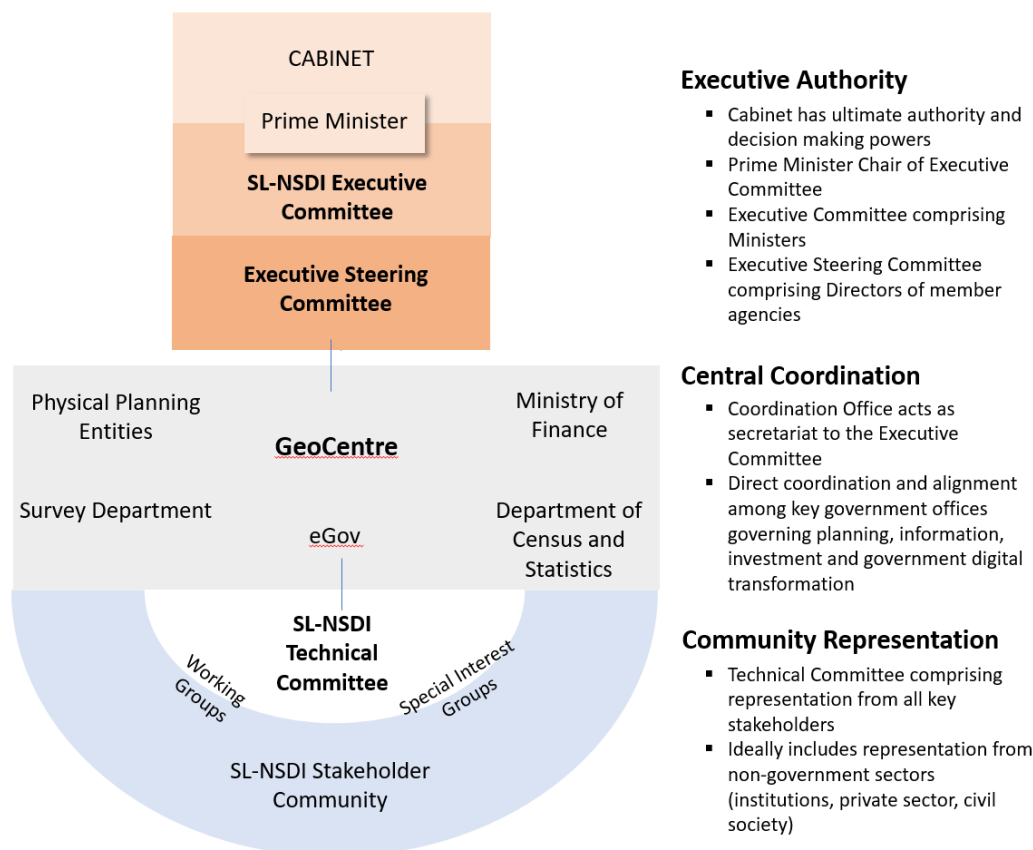 CABINET
Prime Minister
SL-NSDI Executive
Committee
Executive Steering
Committee
Physical Planning
Entities
Ministry of
Finance
GeoCentre
Survey Department
eGov
Department of
Census and
Statistics
SL-NSDI
Technical
Committee
Working
Groups
Special Interest
Groups
SL-NSDI Stakeholder
Community
Executive Authority
▪ Cabinet has ultimate authority and
decision making powers
▪ Prime Minister Chair of Executive
Committee
▪ Executive Committee comprising
Ministers
▪ Executive Steering Committee
comprising Directors of member
agencies
Central Coordination
▪ Coordination Office acts as
secretariat to the Executive
Committee
▪ Direct coordination and alignment
among key government offices
governing planning, information,
investment and government digital
transformation
Community Representation
▪ Technical Committee comprising
representation from all key
stakeholders
▪ Ideally includes representation from
non-government sectors
(institutions, private sector, civil
society)